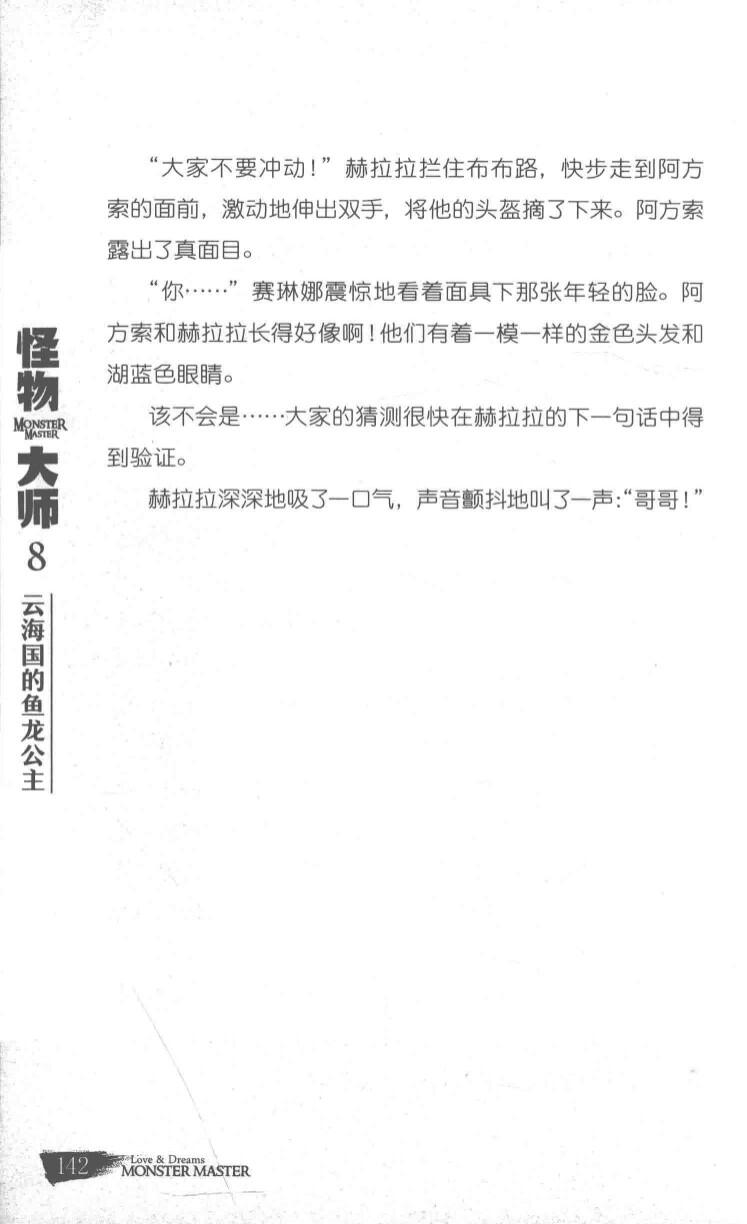 “大家不要冲动！”赫拉拉拦住布布路，快步走到阿方
索的面前，激动地伸出双手，将他的头盔摘了下来。阿方索
露出了真面目。
“你……”赛琳娜震惊地看着面具下那张年轻的脸。阿
方索和赫拉拉长得好像啊！他们有着一模一样的金色头发和
湖蓝色眼睛。
该不会是……大家的猜测很快在赫拉拉的下一句话中得
到验证。
赫拉拉深深地吸了一口气，声音颤抖地叫了一声：“哥哥！”
怪物
MONSTER
MASTER
大师
8
云海国的鱼龙公主
142
Love & Dreams
MONSTER MASTER